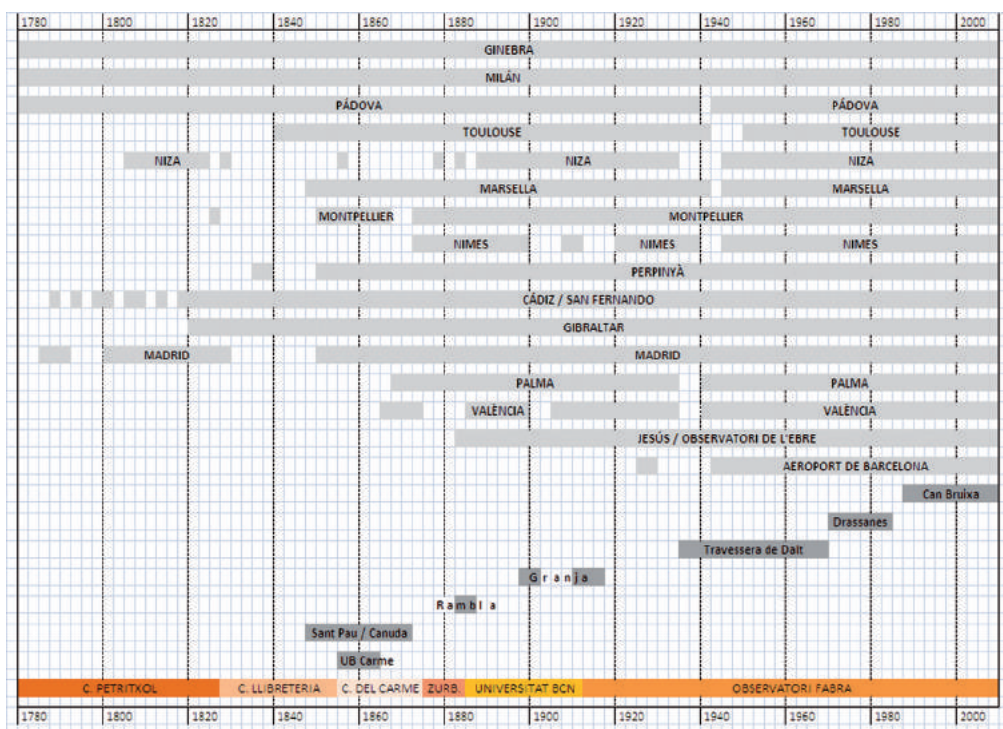 1780 1800 1820 1840 1860 1880 1900 1920 1940 1960 1980 2000
GINEBRA
MILÁN
PÁDOVA PÁDOVA
TOULOUSE TOULOUSE
NIZA NIZA NIZA
MARSELLA MARSELLA
MONTPELLIER MONTPELLIER
NIMES NIMES NIMES
PERPINYÀ
CÁDIZ / SAN FERNANDO
GIBRALTAR
MADRID MADRID
PALMA PALMA
VALÈNCIA VALÈNCIA
JESÚS / OBSERVATORI DE L'EBRE
AEROPORT DE BARCELONA
Can Bruixa
Drassanes
Travessera de Dalt
Granja
Rambla
Sant Pau / Canuda
UB Carme
C. PETRITXOL C. LLIBRETERIA C. DEL CARME ZURB. UNIVERSITAT BCN OBSERVATORI FABRA
1780 1800 1820 1840 1860 1880 1900 1920 1940 1960 1980 2000